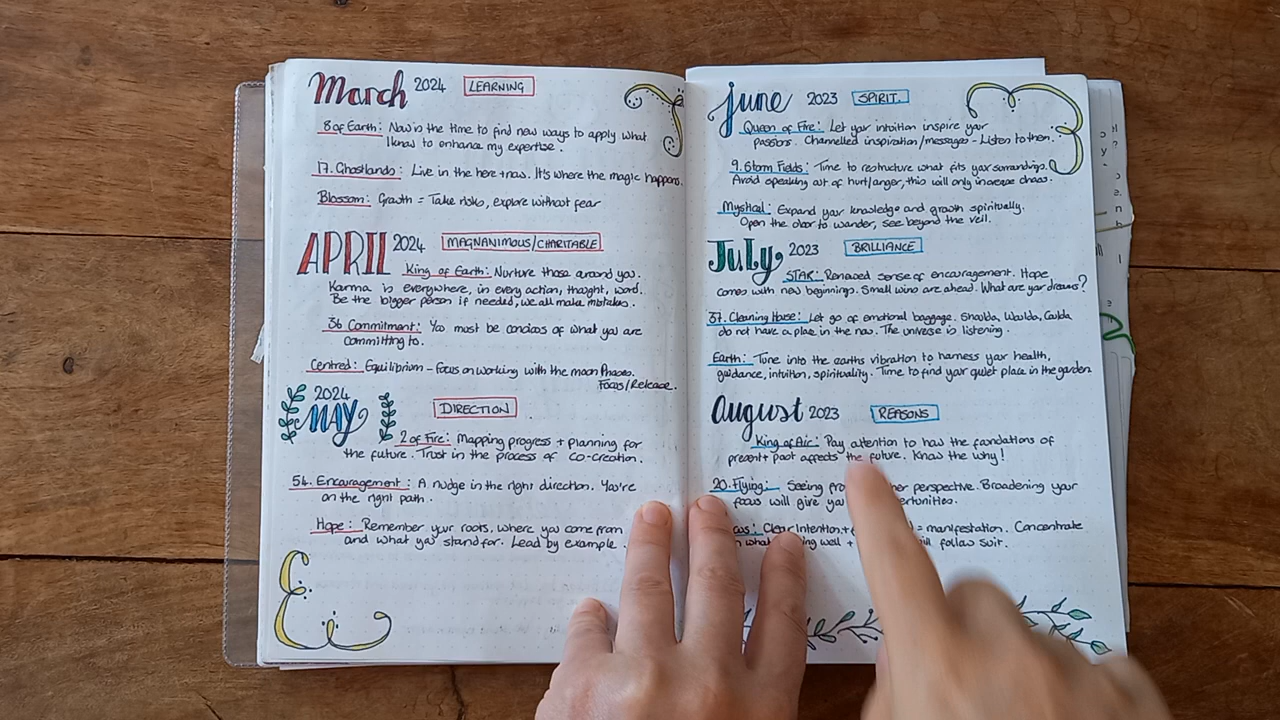 March 2024 LEARNING
8 of Earth: Now is the time to find new ways to apply what
I know to enhance my expertise.
17. Ghostlands: Live in the here + now. It's where the magic happens.
Blossom: Growth = Take risks, explore without fear
APRIL 2024 MAGNANIMOUS/CHARITABLE
King of Earth: Nurture those around you.
Karma is everywhere, in every action, thought, word.
Be the bigger person if needed, we all make mistakes.
36 Commitment: You must be concious of what you are
committing to.
Centred: Equilibrium - Focus on working with the moon phases.
Focus/Release.
2024
MAY DIRECTION
2 of Fire: Mapping progress + planning for
the future. Trust in the process of co-creation.
54. Encouragement: A nudge in the right direction. You're
on the right path.
Hope: Remember your roots, where you come from
and what you stand for. Lead by example.
June 2023 SPIRIT.
Queen of Fire: Let your intuition inspire your
passions. Channelled inspiration/messages - Listen to them.
9. Storm Fields: Time to restructure what fits your surroundings.
Avoid speaking out of hurt/anger, this will only increase chaos.
Mystical: Expand your knowledge and growth spiritually.
Open the door to wander, see beyond the veil.
JULY 2023 BRILLIANCE
STAR: Renewed sense of encouragement. Hope
comes with new beginnings. Small wins are ahead. What are your dreams?
37. Cleaning House: Let go of emotional baggage. Shoulda, Woulda, Coulda
do not have a place in the now. The universe is listening.
Earth: Tune into the earths vibration to harness your health,
guidance, intuition, spirituality. Time to find your quiet place in the garden
August 2023 REASONS
King of Air: Pay attention to how the foundations of
present + past affects the future. Know the why!
20. Flying: Seeing perspective. Broadening your
focus will give you
Clear Intention + = manifestation. Concentrate
well + follow suit.